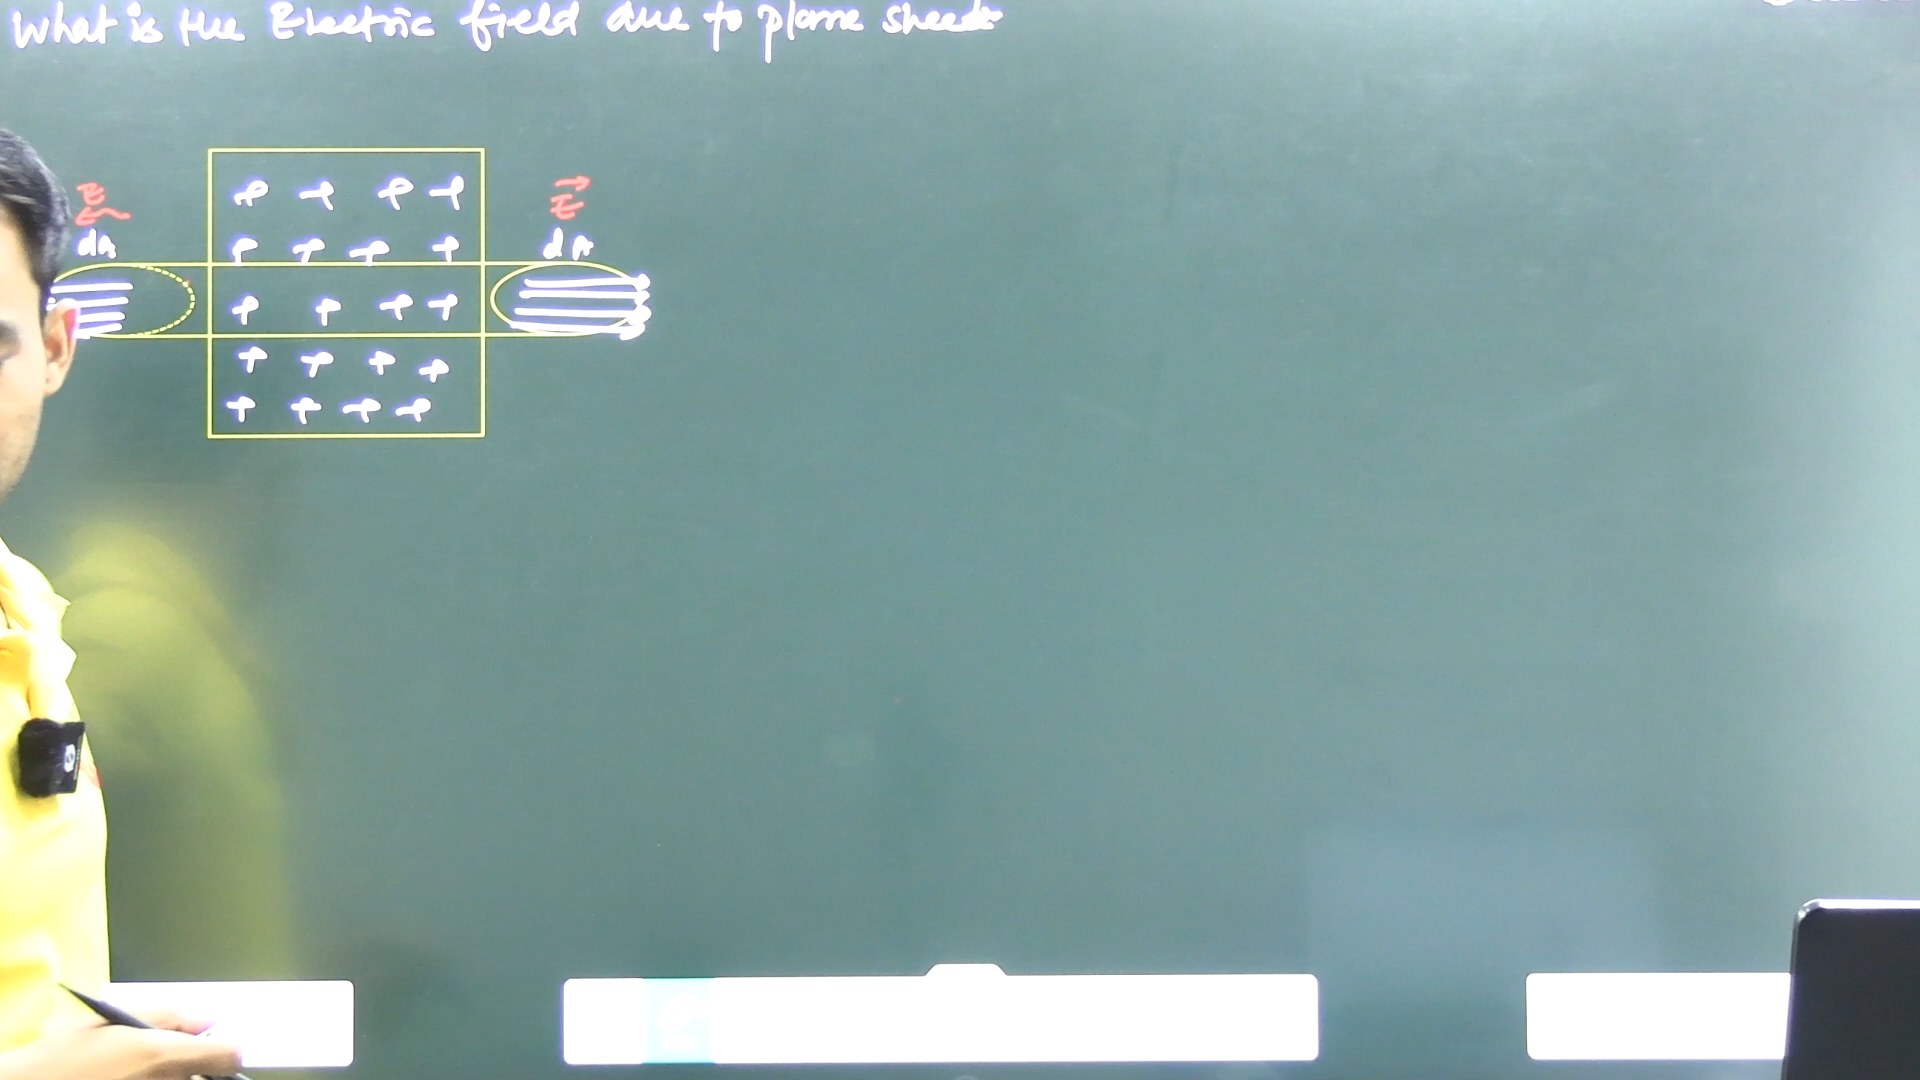 What is the Electric field due to plane sheet
E E
dA dA
+ + + +
+ + + +
+ + + +
+ + + +
+ + + +